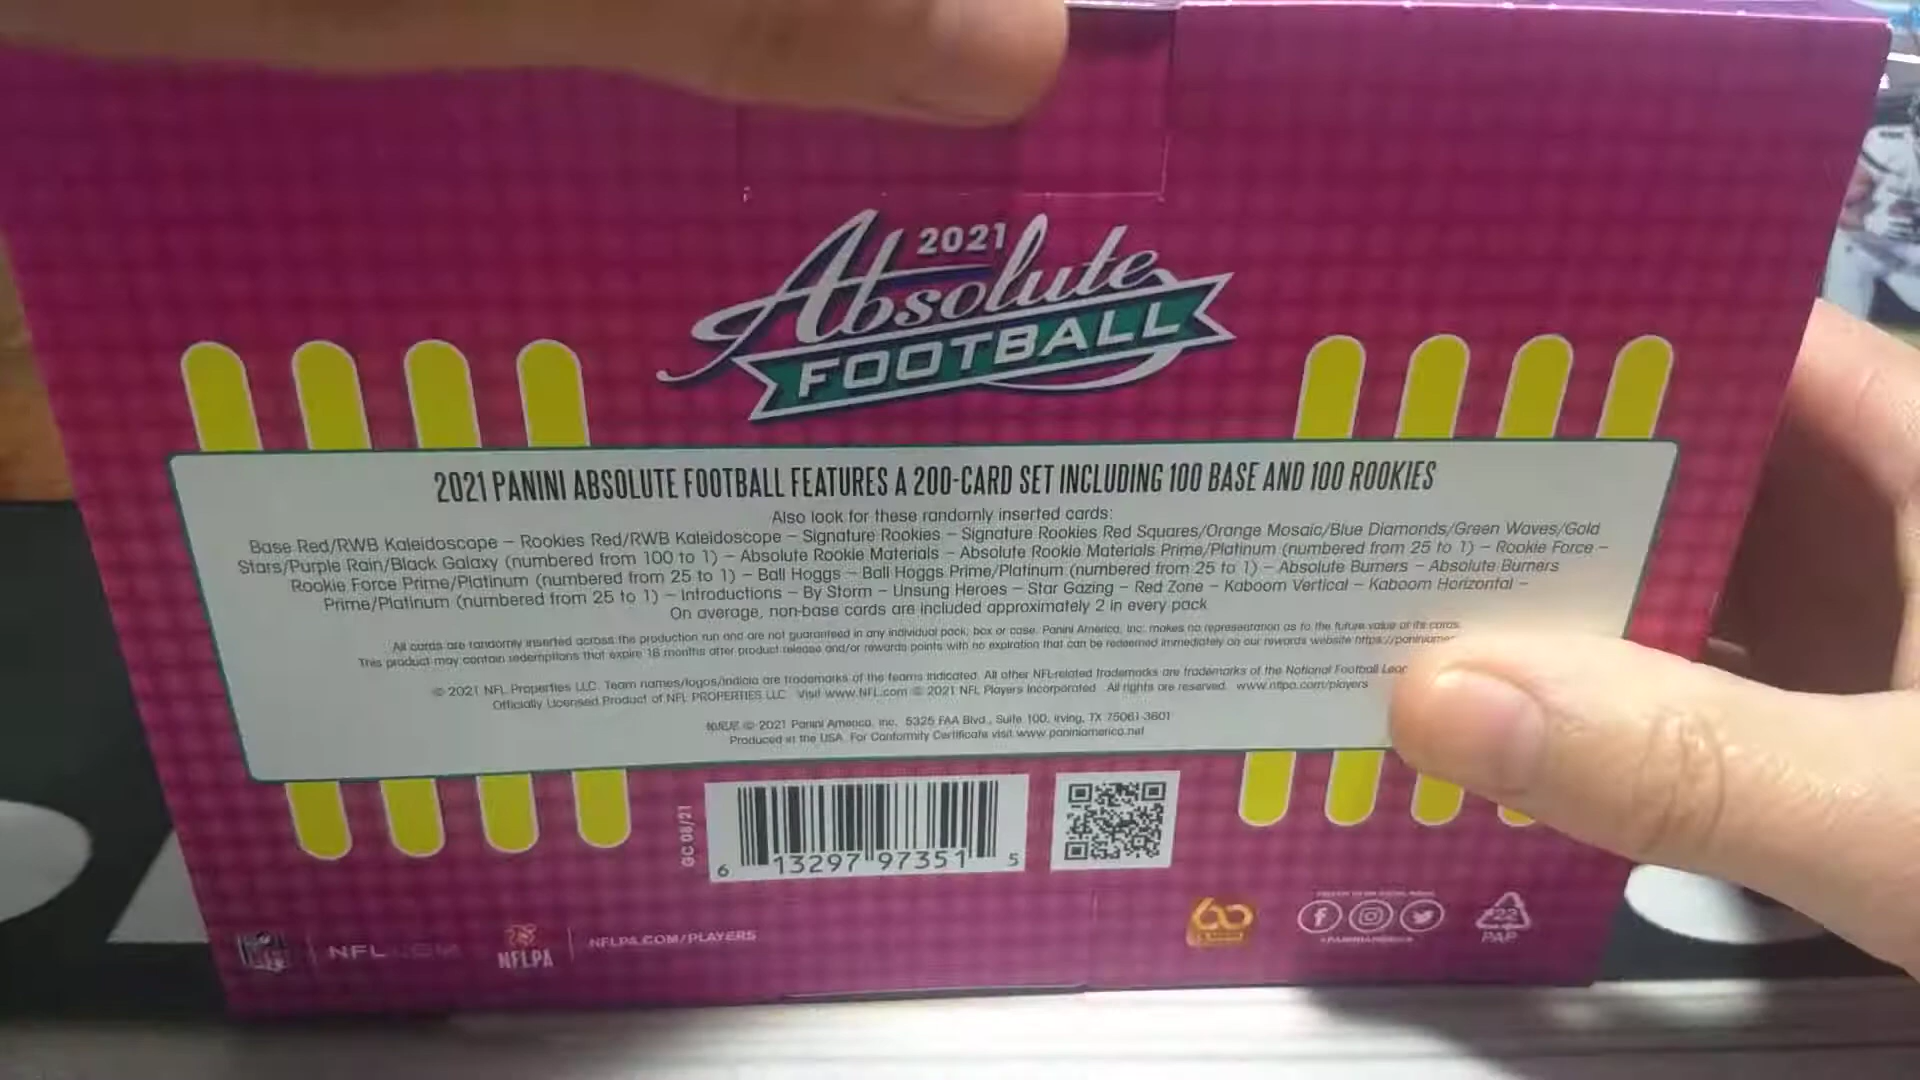 2021
Absolute
FOOTBALL
2021 PANINI ABSOLUTE FOOTBALL FEATURES A 200-CARD SET INCLUDING 100 BASE AND 100 ROOKIES
Also look for these randomly inserted cards:
Base Red/RWB Kaleidoscope – Rookies Red/RWB Kaleidoscope – Signature Rookies – Signature Rookies Red Squares/Orange Mosaic/Blue Diamonds/Green Waves/Gold
Stars/Purple Rain/Black Galaxy (numbered from 100 to 1) – Absolute Rookie Materials – Absolute Rookie Materials Prime/Platinum (numbered from 25 to 1) – Rookie Force –
Rookie Force Prime/Platinum (numbered from 25 to 1) – Ball Hoggs – Ball Hoggs Prime/Platinum (numbered from 25 to 1) – Absolute Burners – Absolute Burners
Prime/Platinum (numbered from 25 to 1) – Introductions – By Storm – Unsung Heroes – Star Gazing – Red Zone – Kaboom Vertical – Kaboom Horizontal –
On average, non-base cards are included approximately 2 in every pack
All cards are randomly inserted across the production run and are not guaranteed in any individual pack, box or case. Panini America, Inc. makes no representation as to the future value of its cards.
This product may contain redemptions that expire 18 months after product release and/or rewards points with no expiration that can be redeemed immediately on our rewards website https://paniniame
© 2021 NFL Properties LLC. Team names/logos/indicia are trademarks of the teams indicated. All other NFL-related trademarks are trademarks of the National Football Leag
Officially Licensed Product of NFL PROPERTIES LLC. Visit www.NFL.com © 2021 NFL Players Incorporated. All rights are reserved. www.nflpa.com/players
© 2021 Panini America, Inc. 5325 FAA Blvd., Suite 100, Irving, TX 75061-3601
Produced in the USA. For Conformity Certificate visit www.paniniamerica.net
GC 08/21
6 13297 97351 5
NFL
NFL.COM
NFLPA
NFLPA.COM/PLAYERS
60
22
PAP